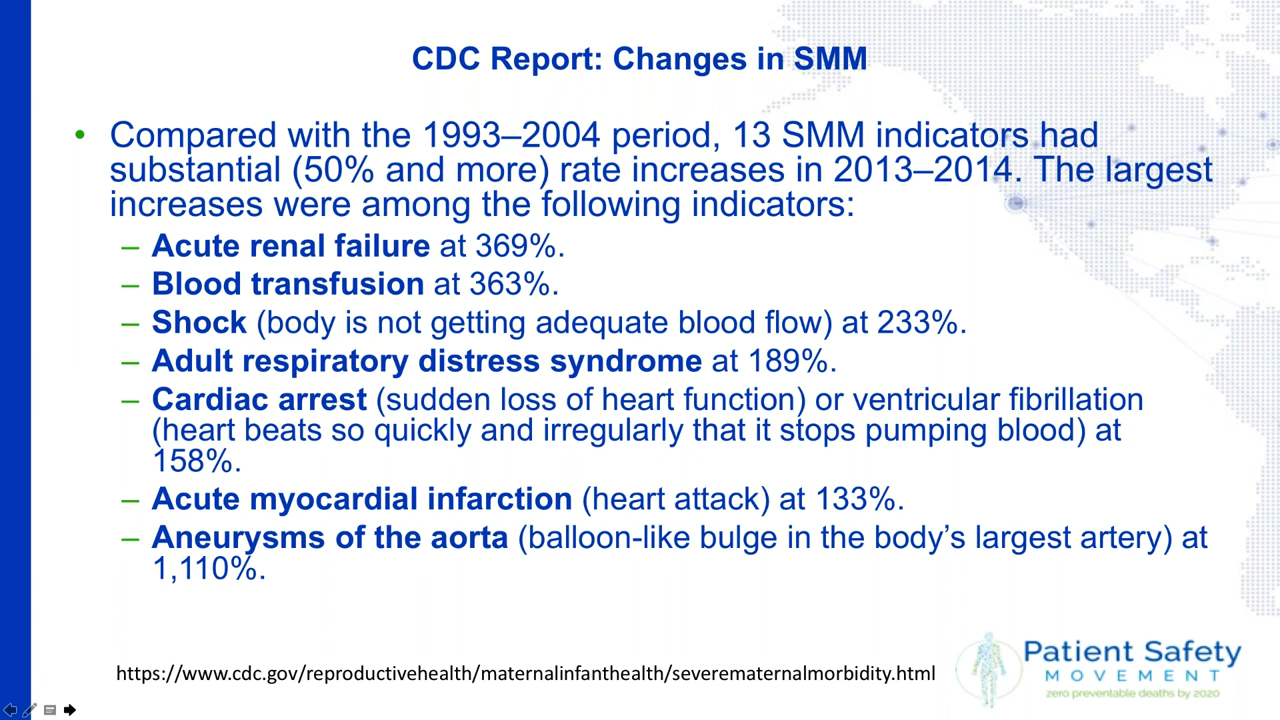 CDC Report: Changes in SMM
• Compared with the 1993–2004 period, 13 SMM indicators had
substantial (50% and more) rate increases in 2013–2014. The largest
increases were among the following indicators:
– Acute renal failure at 369%.
– Blood transfusion at 363%.
– Shock (body is not getting adequate blood flow) at 233%.
– Adult respiratory distress syndrome at 189%.
– Cardiac arrest (sudden loss of heart function) or ventricular fibrillation
(heart beats so quickly and irregularly that it stops pumping blood) at
158%.
– Acute myocardial infarction (heart attack) at 133%.
– Aneurysms of the aorta (balloon-like bulge in the body’s largest artery) at
1,110%.
https://www.cdc.gov/reproductivehealth/maternalinfanthealth/severematernalmorbidity.html
Patient Safety
MOVEMENT
zero preventable deaths by 2020